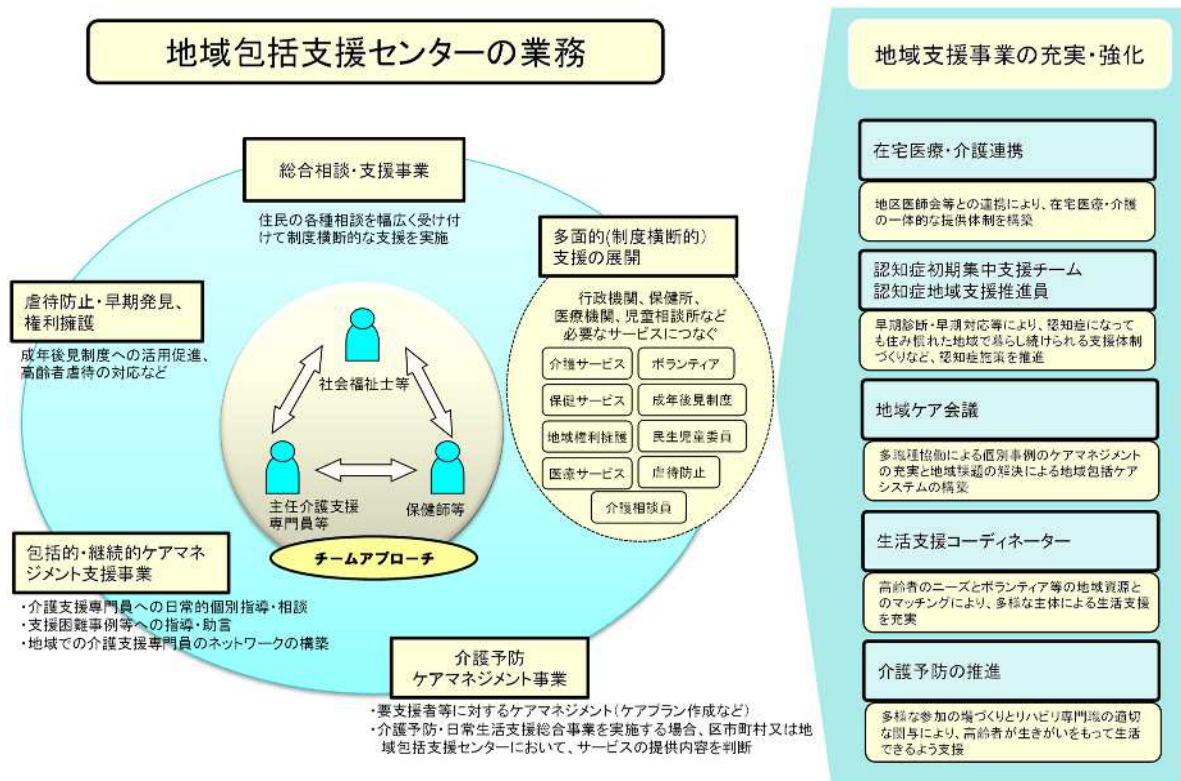 地域包括支援センターの業務
総合相談・支援事業
住民の各種相談を幅広く受け付
けて制度横断的な支援を実施
虐待防止・早期発見、
権利擁護
成年後見制度への活用促進、
高齢者虐待の対応など
多面的(制度横断的)
支援の展開
行政機関、保健所、
医療機関、児童相談所など
必要なサービスにつなぐ
介護サービス
ボランティア
保健サービス
成年後見制度
地域権利擁護
民生児童委員
医療サービス
虐待防止
介護相談員
社会福祉士等
主任介護支援
専門員等
保健師等
チームアプローチ
包括的・継続的ケアマネ
ジメント支援事業
・介護支援専門員への日常的個別指導・相談
・支援困難事例等への指導・助言
・地域での介護支援専門員のネットワークの構築
介護予防
ケアマネジメント事業
・要支援者等に対するケアマネジメント(ケアプラン作成など)
・介護予防・日常生活支援総合事業を実施する場合、区市町村又は地
域包括支援センターにおいて、サービスの提供内容を判断
地域支援事業の充実・強化
在宅医療・介護連携
地区医師会等との連携により、在宅医療・介護
の一体的な提供体制を構築
認知症初期集中支援チーム
認知症地域支援推進員
早期診断・早期対応等により、認知症になって
も住み慣れた地域で暮らし続けられる支援体制
づくりなど、認知症施策を推進
地域ケア会議
多職種協働による個別事例のケアマネジメント
の充実と地域課題の解決による地域包括ケア
システムの構築
生活支援コーディネーター
高齢者のニーズとボランティア等の地域資源と
のマッチングにより、多様な主体による生活支援
を充実
介護予防の推進
多様な参加の場づくりとリハビリ専門職の適切
な関与により、高齢者が生きがいをもって生活
できるよう支援